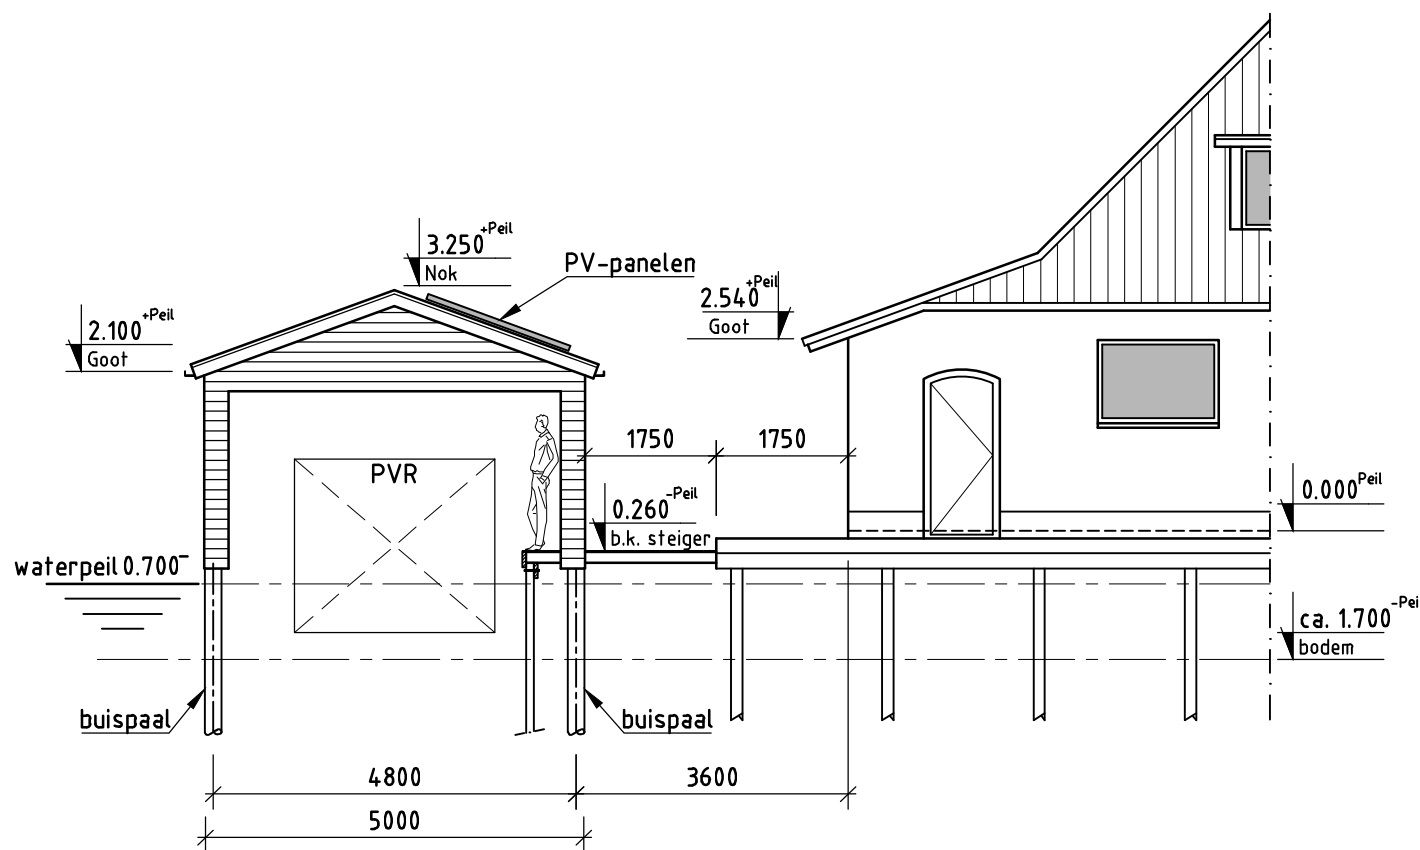 3.250+Peil
Nok
PV-panelen
2.100+Peil
Goot
2.540+Peil
Goot
1750
1750
PVR
0.260-Peil
b.k. steiger
0.000Peil
waterpeil 0.700-
ca. 1.700-Pei
bodem
buispaal
buispaal
4800
3600
5000